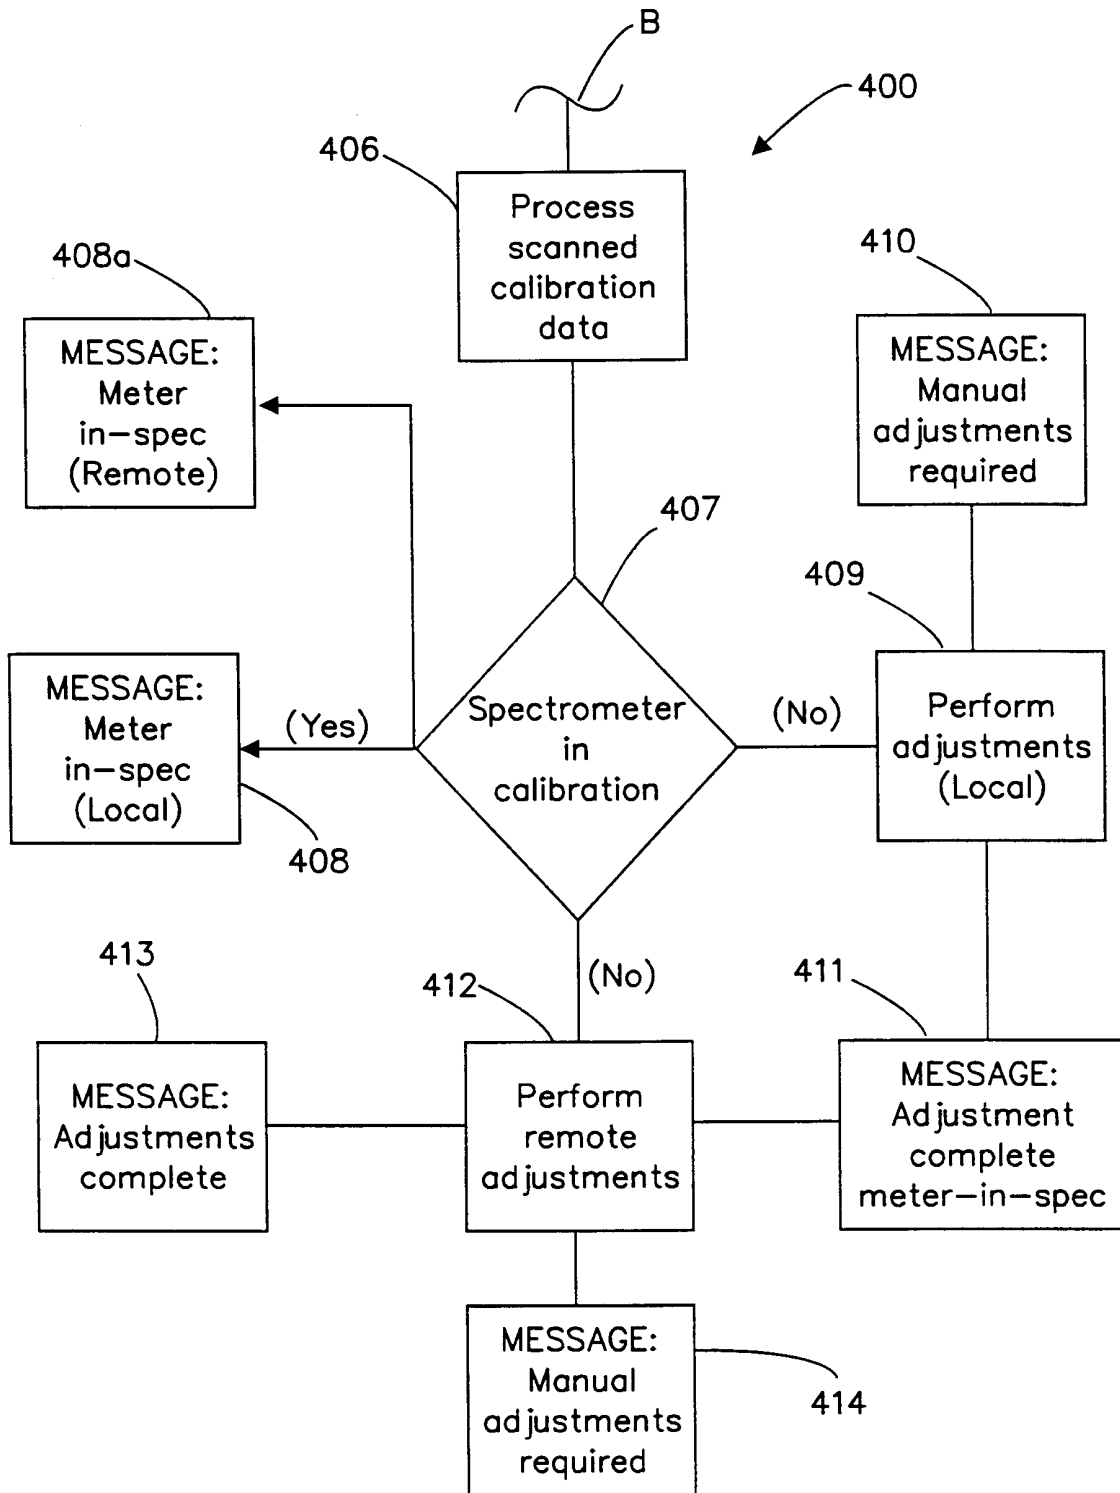 B
400
406
Process
scanned
calibration
data
408a
MESSAGE:
Meter
in-spec
(Remote)
410
MESSAGE:
Manual
adjustments
required
407
409
MESSAGE:
Meter
in-spec
(Local)
(Yes)
Spectrometer
in
calibration
(No)
Perform
adjustments
(Local)
408
413
412
(No)
411
MESSAGE:
Adjustments
complete
Perform
remote
adjustments
MESSAGE:
Adjustment
complete
meter-in-spec
MESSAGE:
Manual
adjustments
required
414